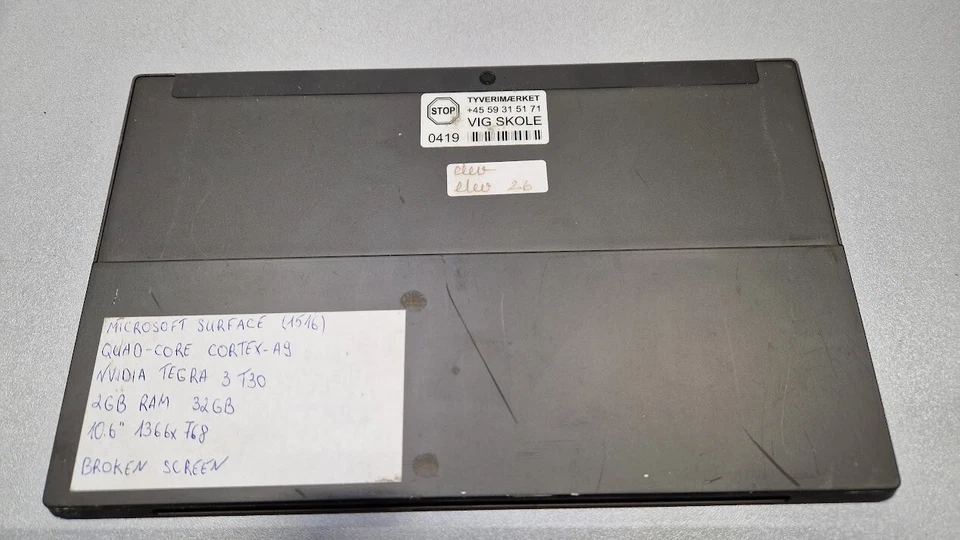 STOP
TYVERIMÆRKET
+45 59 31 51 71
VIG SKOLE
0419
elev
elev 26
MICROSOFT SURFACE (1516)
QUAD-CORE CORTEX-A9
NVIDIA TEGRA 3 T30
2GB RAM 32GB
10.6" 1366x768
BROKEN SCREEN